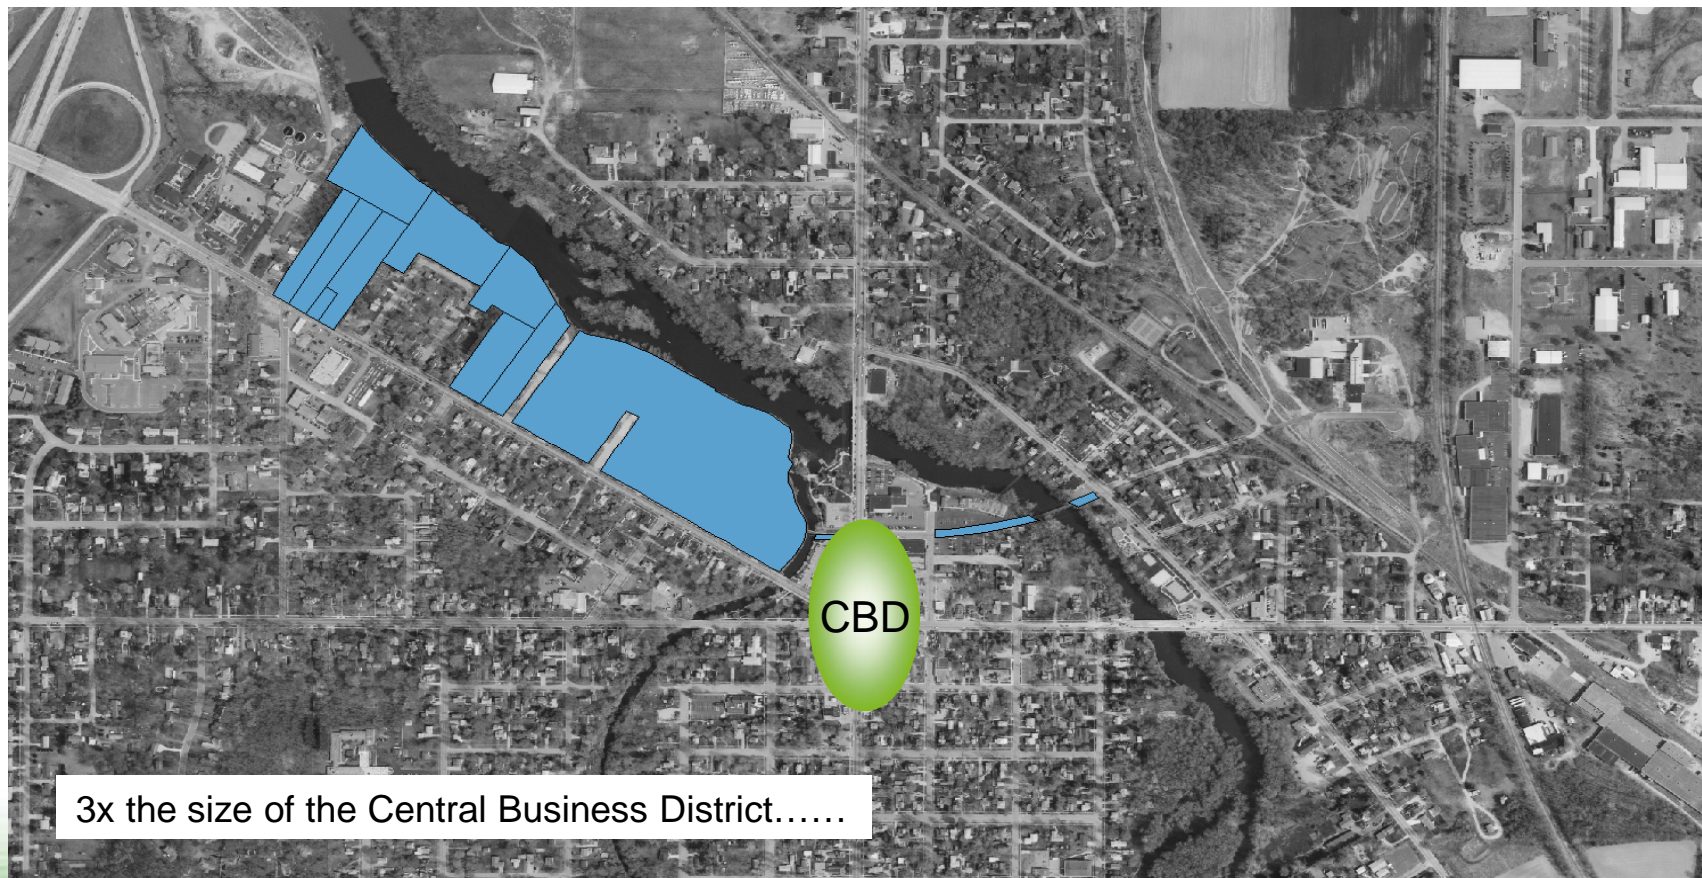 CBD
3x the size of the Central Business District……